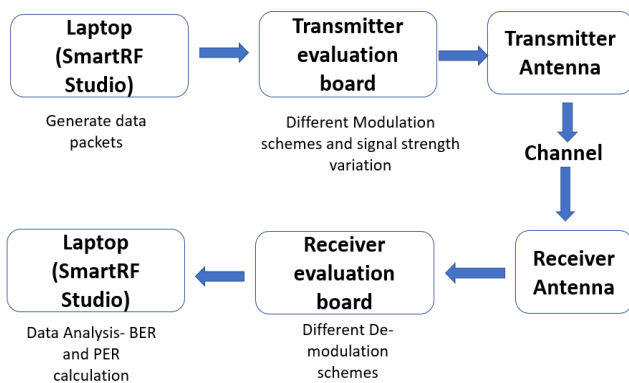 Laptop
(SmartRF
Studio)
Generate data
packets
Transmitter
evaluation
board
Different Modulation
schemes and signal strength
variation
Transmitter
Antenna
Channel
Receiver
Antenna
Receiver
evaluation
board
Different De-
modulation
schemes
Laptop
(SmartRF
Studio)
Data Analysis- BER
and PER
calculation